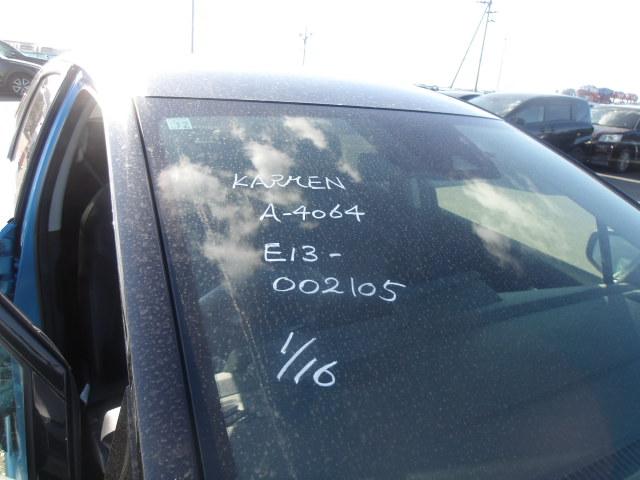 KARMEN
A-4064
E13-
002105
1/16